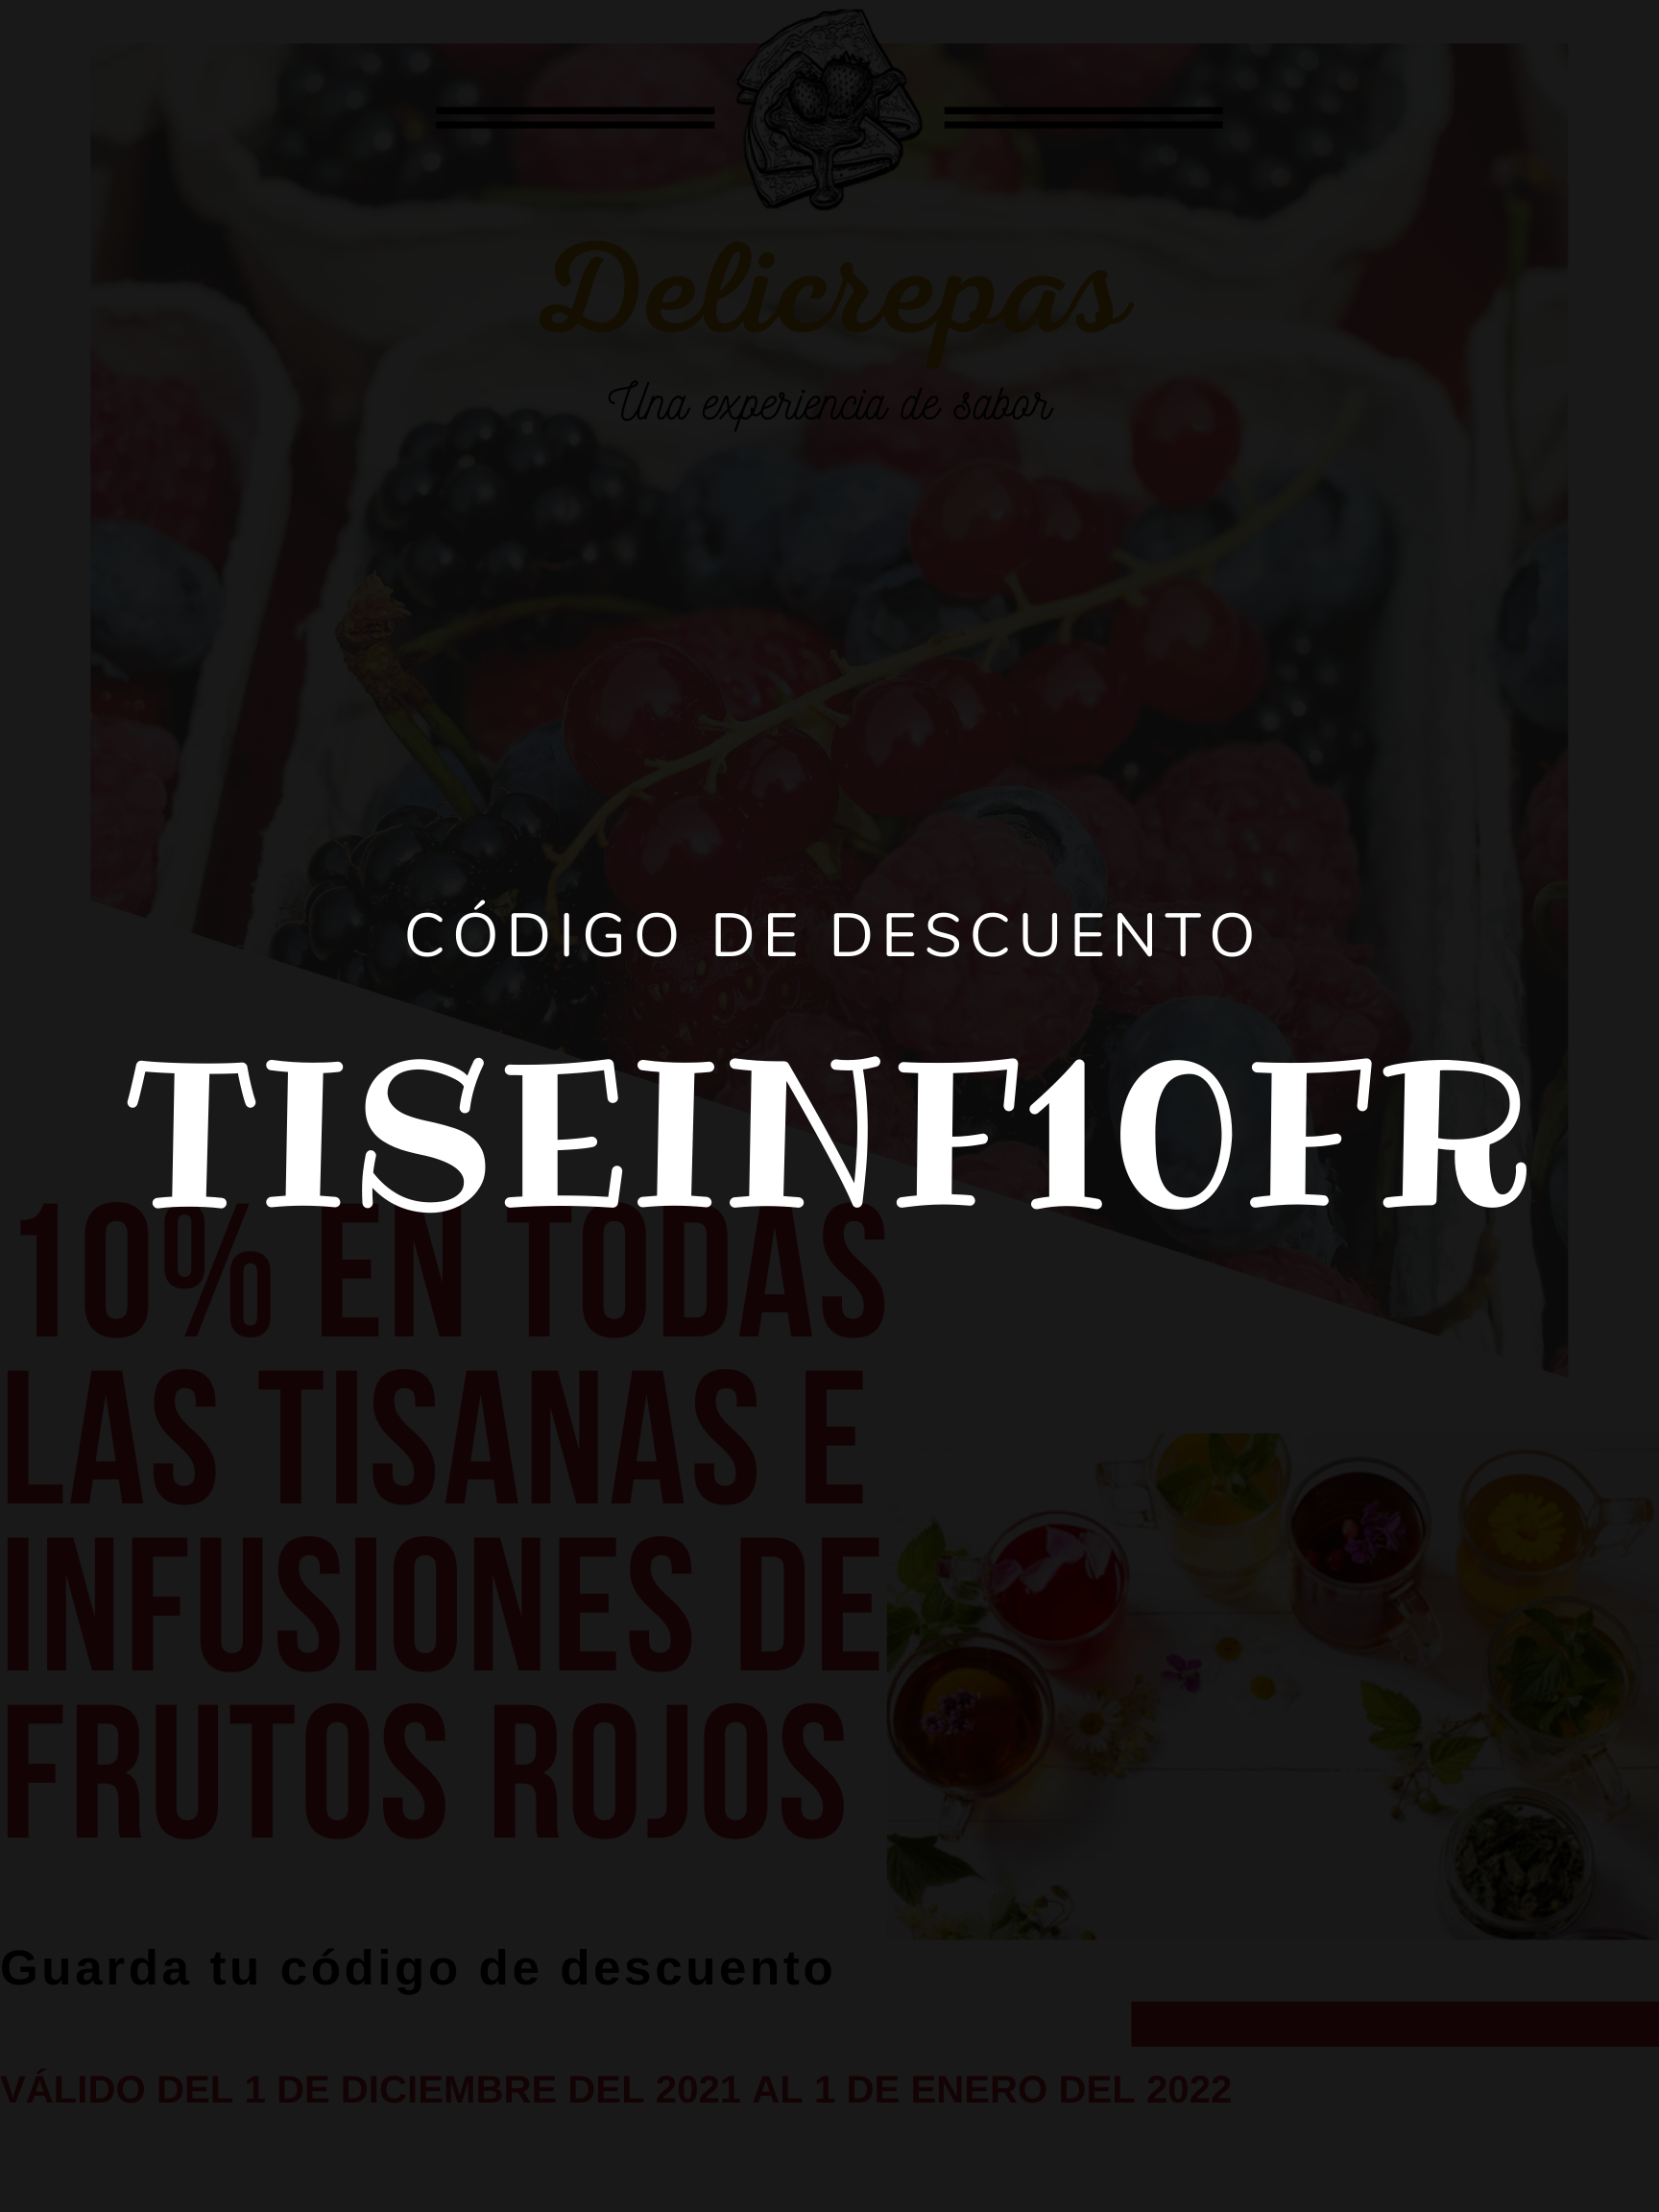 Delicrepas
Una experiencia de sabor
CÓDIGO DE DESCUENTO
TISEINF10FR
10% EN TODAS
LAS TISANAS E
INFUSIONES DE
FRUTOS ROJOS
Guarda tu código de descuento
VÁLIDO DEL 1 DE DICIEMBRE DEL 2021 AL 1 DE ENERO DEL 2022